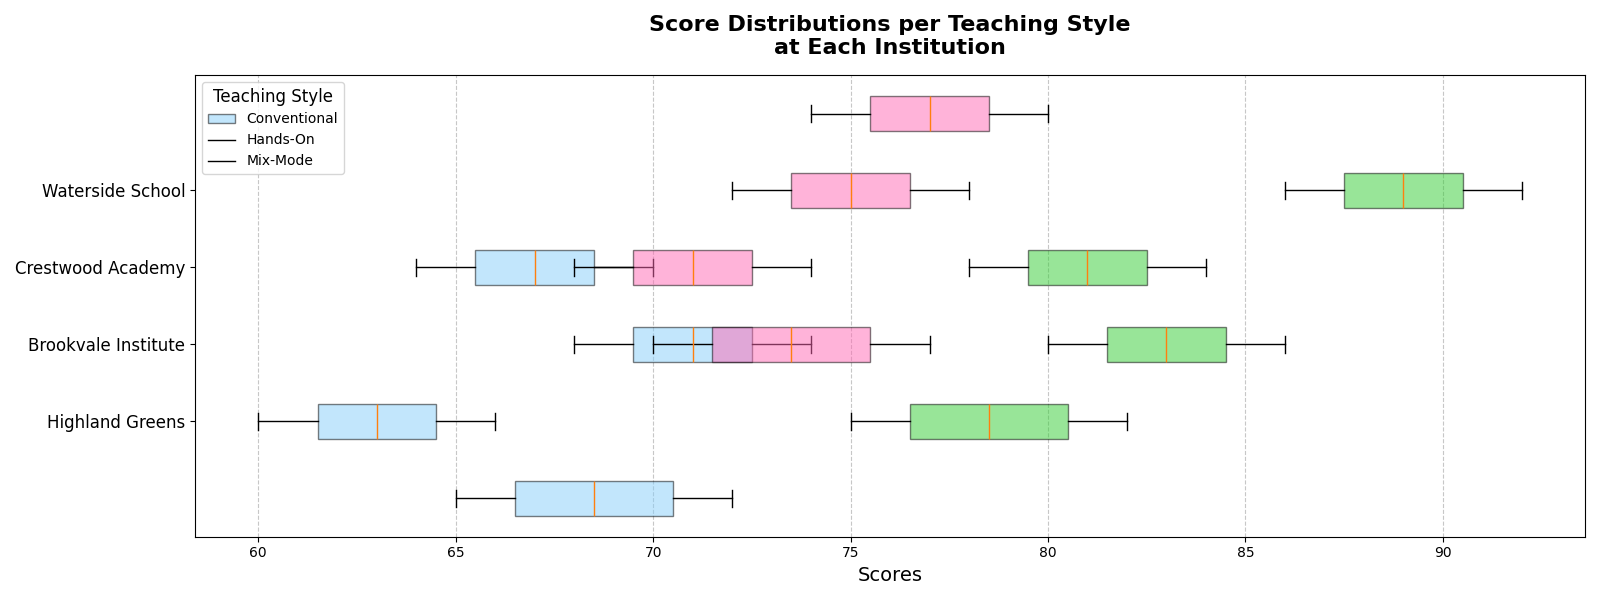 Score Distributions per Teaching Style
at Each Institution
Teaching Style
Conventional
Hands-On
Mix-Mode
Waterside School
Crestwood Academy
Brookvale Institute
Highland Greens
60 65 70 75 80 85 90
Scores